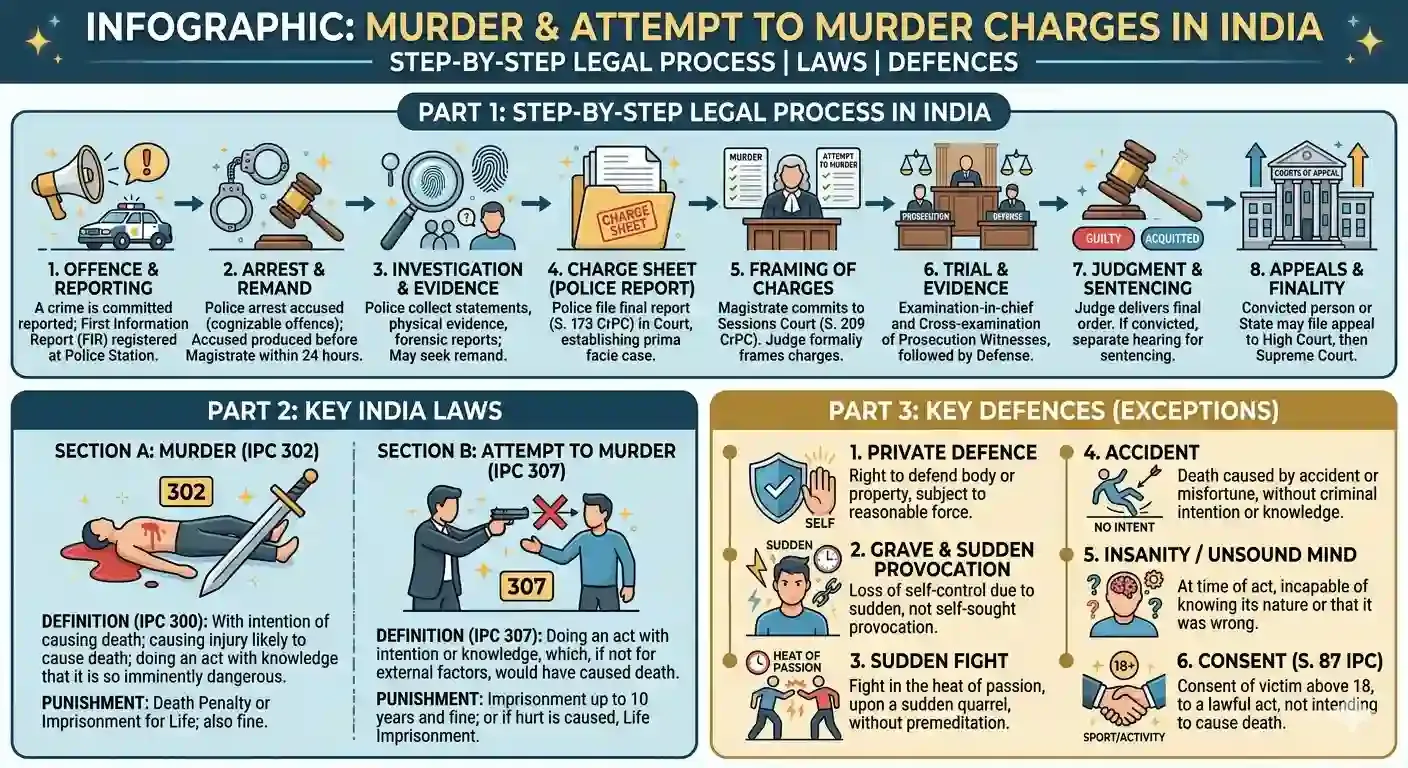 INFOGRAPHIC: MURDER & ATTEMPT TO MURDER CHARGES IN INDIA
STEP-BY-STEP LEGAL PROCESS | LAWS | DEFENCES
PART 1: STEP-BY-STEP LEGAL PROCESS IN INDIA
1. OFFENCE &
REPORTING
A crime is committed
reported; First Information
Report (FIR) registered
at Police Station.
2. ARREST &
REMAND
Police arrest accused
(cognizable offence);
Accused produced before
Magistrate within 24 hours.
3. INVESTIGATION
& EVIDENCE
Police collect statements,
physical evidence,
forensic reports;
May seek remand.
CHARGE
SHEET
4. CHARGE SHEET
(POLICE REPORT)
Police file final report
(S. 173 CrPC) in Court,
establishing prima
facie case.
MURDER
ATTEMPT
TO MURDER
5. FRAMING OF
CHARGES
Magistrate commits to
Sessions Court (S. 209
CrPC). Judge formally
frames charges.
PROSECUTION
DEFENSE
6. TRIAL &
EVIDENCE
Examination-in-chief
and Cross-examination
of Prosecution Witnesses,
followed by Defense.
GUILTY
ACQUITTED
7. JUDGMENT &
SENTENCING
Judge delivers final
order. If convicted,
separate hearing for
sentencing.
COURTS OF APPCAL
8. APPEALS &
FINALITY
Convicted person or
State may file appeal
to High Court, then
Supreme Court.
PART 2: KEY INDIA LAWS
SECTION A: MURDER (IPC 302)
302
DEFINITION (IPC 300): With intention of
causing death; causing injury likely to
cause death; doing an act with knowledge
that it is so imminently dangerous.
PUNISHMENT: Death Penalty or
Imprisonment for Life; also fine.
SECTION B: ATTEMPT TO MURDER
(IPC 307)
307
DEFINITION (IPC 307): Doing an act with
intention or knowledge, which, if not for
external factors, would have caused death.
PUNISHMENT: Imprisonment up to 10
years and fine; or if hurt is caused, Life
Imprisonment.
PART 3: KEY DEFENCES (EXCEPTIONS)
SELF
1. PRIVATE DEFENCE
Right to defend body or
property, subject to
reasonable force.
SUDDEN
2. GRAVE & SUDDEN
PROVOCATION
Loss of self-control due to
sudden, not self-sought
provocation.
HEAT OF
PASSION
3. SUDDEN FIGHT
Fight in the heat of passion,
upon a sudden quarrel,
without premeditation.
4. ACCIDENT
NO INTENT
Death caused by accident or
misfortune, without criminal
intention or knowledge.
5. INSANITY / UNSOUND MIND
At time of act, incapable of
knowing its nature or that it
was wrong.
18+
SPORT/ACTIVITY
6. CONSENT (S. 87 IPC)
Consent of victim above 18,
to a lawful act, not intending
to cause death.